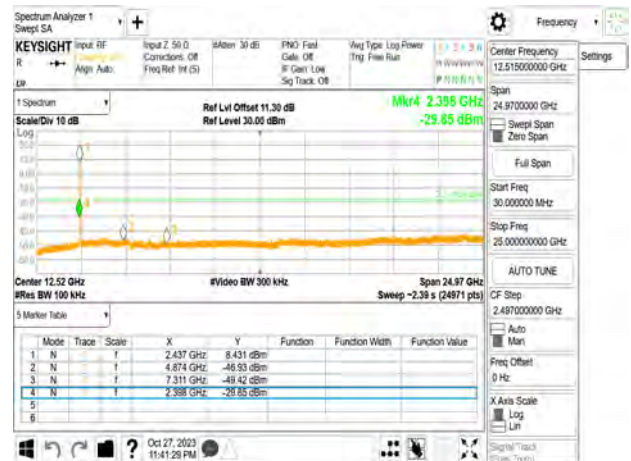 Spectrum Analyzer 1
Swept SA
Frequency
KEYSIGHT
R
Input: RF
Align: Auto
Input Z: 50 Ω
Corrections: Off
Freq Ref: Int (S)
#Atten: 30 dB
PNO: Fast
Gate: Off
IF Gain: Low
Sig Track: Off
Avg Type: Log-Power
Trig: Free Run
1 Spectrum
Scale/Div 10 dB
Log
Ref Lvl Offset 11.30 dB
Ref Level 30.00 dBm
Mkr4 2.398 GHz
-29.85 dBm
Center 12.52 GHz
#Res BW 100 kHz
#Video BW 300 kHz
Span 24.97 GHz
Sweep ~2.39 s (24971 pts)
5 Marker Table
Mode Trace Scale X Y Function Function Width Function Value
1 N f 2.437 GHz 8.431 dBm
2 N f 4.874 GHz -46.93 dBm
3 N f 7.311 GHz -49.42 dBm
4 N f 2.398 GHz -29.85 dBm
5
6
Oct 27, 2023
11:41:29 PM
Center Frequency
12.515000000 GHz
Settings
Span
24.9700000 GHz
Swept Span
Zero Span
Full Span
Start Freq
30.000000 MHz
Stop Freq
25.000000000 GHz
AUTO TUNE
CF Step
2.497000000 GHz
Auto
Man
Freq Offset
0 Hz
X Axis Scale
Log
Lin